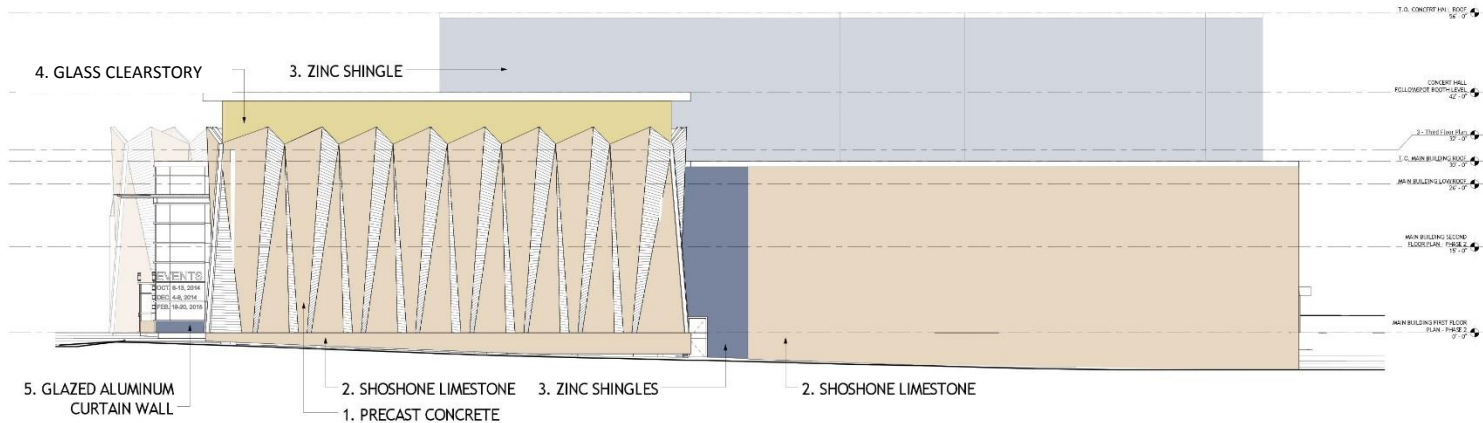 T.O. CONCERT HALL ROOF
56' - 0"
4. GLASS CLEARSTORY
3. ZINC SHINGLE
CONCERT HALL
FOLLOWSPOT BOOTH LEVEL
42' - 0"
2 - Third Floor Plan
32' - 0"
T.O. MAIN BUILDING ROOF
30' - 0"
MAIN BUILDING LOW ROOF
26' - 0"
MAIN BUILDING SECOND
FLOOR PLAN - PHASE 2
15' - 0"
EVENTS
OCT. 8-13, 2014
DEC. 4-9, 2014
FEB. 18-20, 2015
MAIN BUILDING FIRST FLOOR
PLAN - PHASE 2
0' - 0"
5. GLAZED ALUMINUM
CURTAIN WALL
2. SHOSHONE LIMESTONE
3. ZINC SHINGLES
2. SHOSHONE LIMESTONE
1. PRECAST CONCRETE